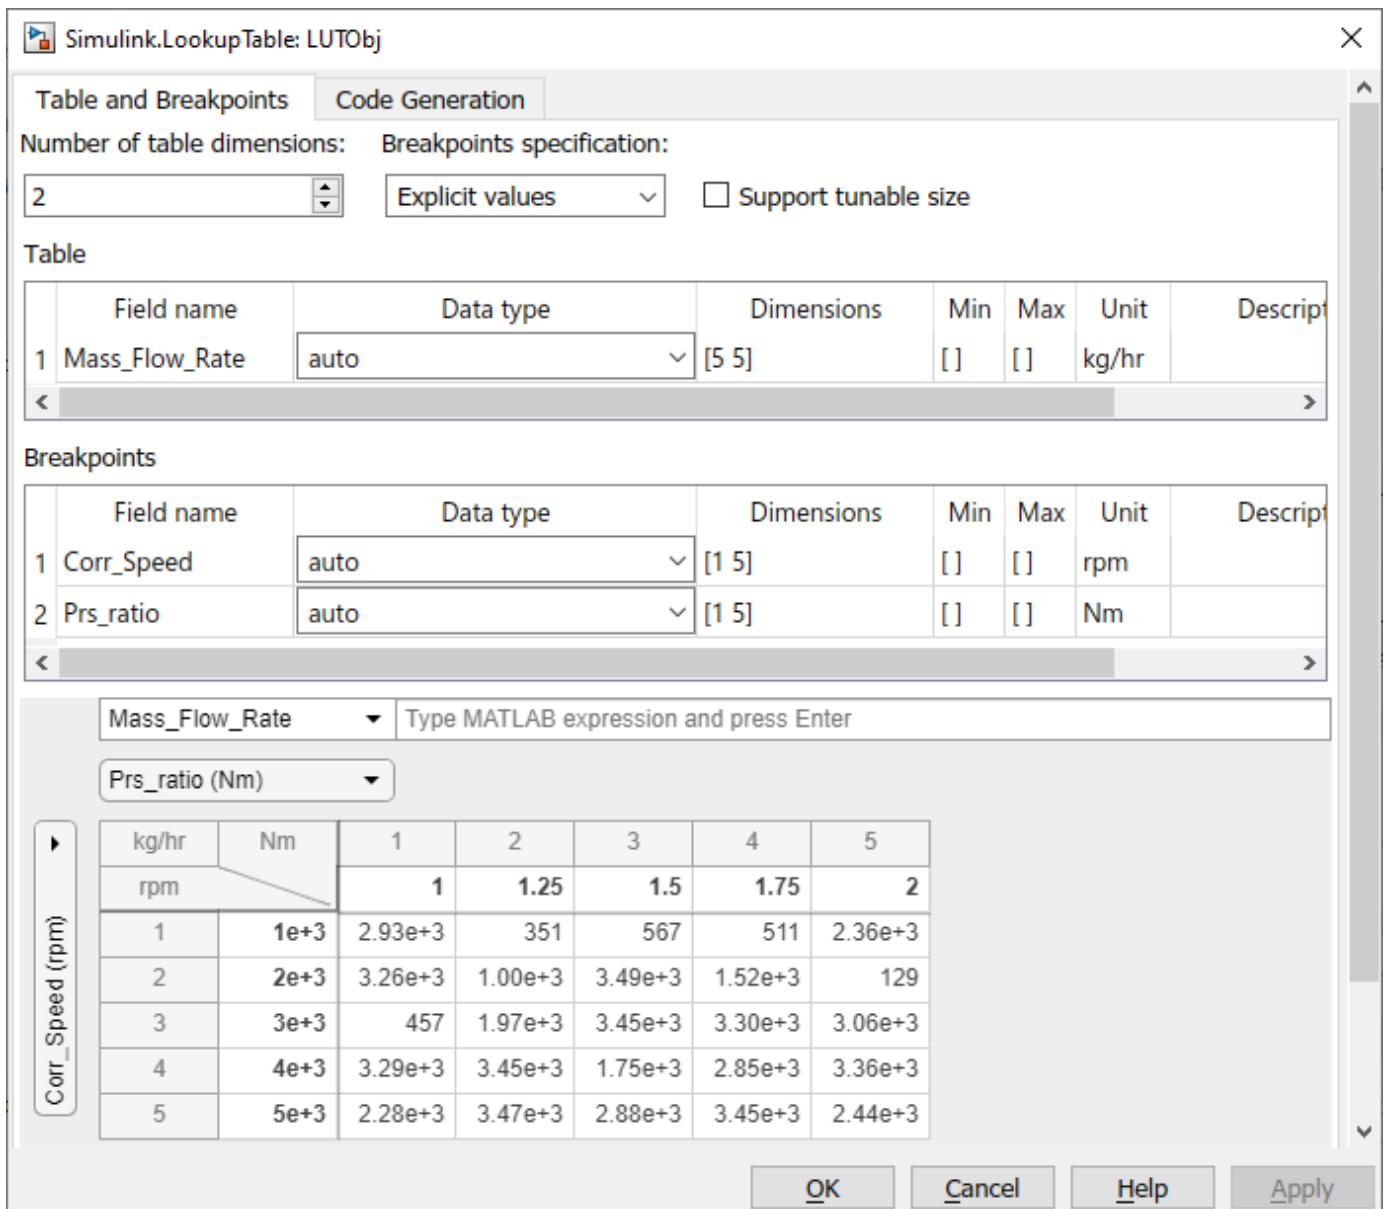 Simulink.LookupTable: LUTObj
Table and Breakpoints Code Generation
Number of table dimensions: Breakpoints specification:
2 Explicit values Support tunable size
Table
Field name Data type Dimensions Min Max Unit Descript
1 Mass_Flow_Rate auto [5 5] [ ] [ ] kg/hr
Breakpoints
Field name Data type Dimensions Min Max Unit Descript
1 Corr_Speed auto [1 5] [ ] [ ] rpm
2 Prs_ratio auto [1 5] [ ] [ ] Nm
Mass_Flow_Rate Type MATLAB expression and press Enter
Prs_ratio (Nm)
Corr_Speed (rpm)
kg/hr Nm 1 2 3 4 5
rpm 1 1.25 1.5 1.75 2
1 1e+3 2.93e+3 351 567 511 2.36e+3
2 2e+3 3.26e+3 1.00e+3 3.49e+3 1.52e+3 129
3 3e+3 457 1.97e+3 3.45e+3 3.30e+3 3.06e+3
4 4e+3 3.29e+3 3.45e+3 1.75e+3 2.85e+3 3.36e+3
5 5e+3 2.28e+3 3.47e+3 2.88e+3 3.45e+3 2.44e+3
OK Cancel Help Apply